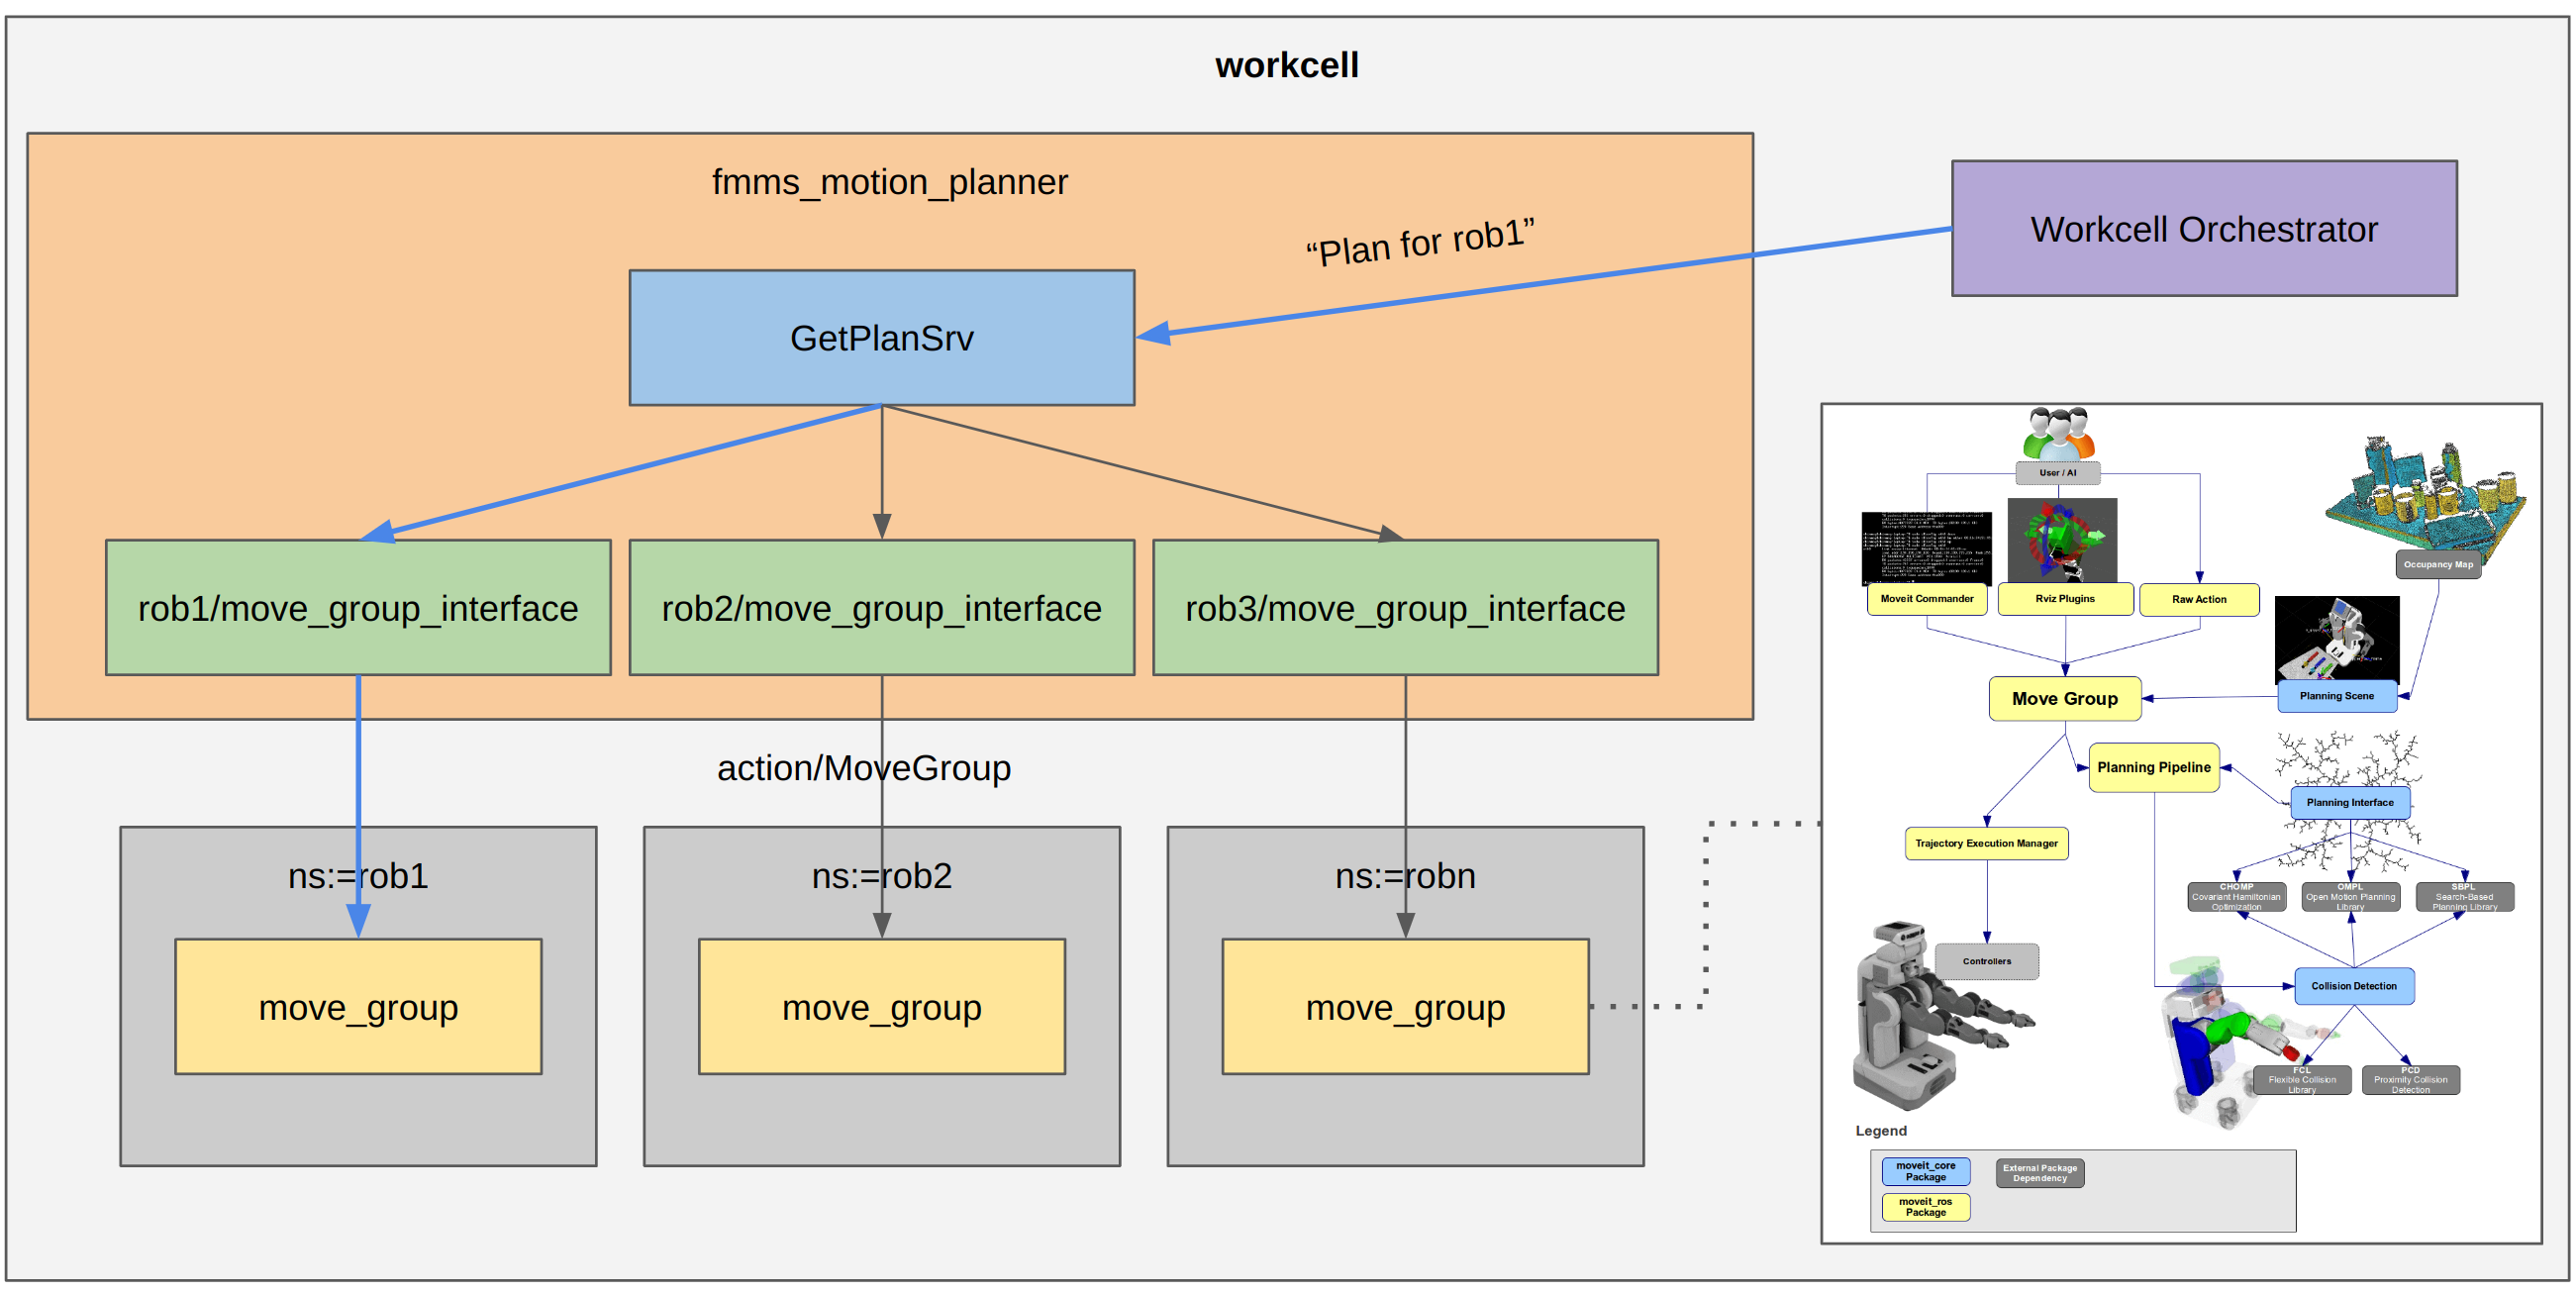 workcell
fmms_motion_planner
Workcell Orchestrator
“Plan for rob1”
GetPlanSrv
rob1/move_group_interface
rob2/move_group_interface
rob3/move_group_interface
action/MoveGroup
ns:=rob1
ns:=rob2
ns:=robn
move_group
move_group
move_group
User / AI
Occupancy Map
Moveit Commander
Rviz Plugins
Raw Action
Move Group
Planning Scene
Planning Pipeline
Planning Interface
Trajectory Execution Manager
CHOMP
Covariant Hamiltonian
Optimization
OMPL
Open Motion Planning
Library
SBPL
Search-Based
Planning Library
Controllers
Collision Detection
FCL
Flexible Collision
Library
PCD
Proximity Collision
Detection
Legend
moveit_core
Package
External Package
Dependency
moveit_ros
Package